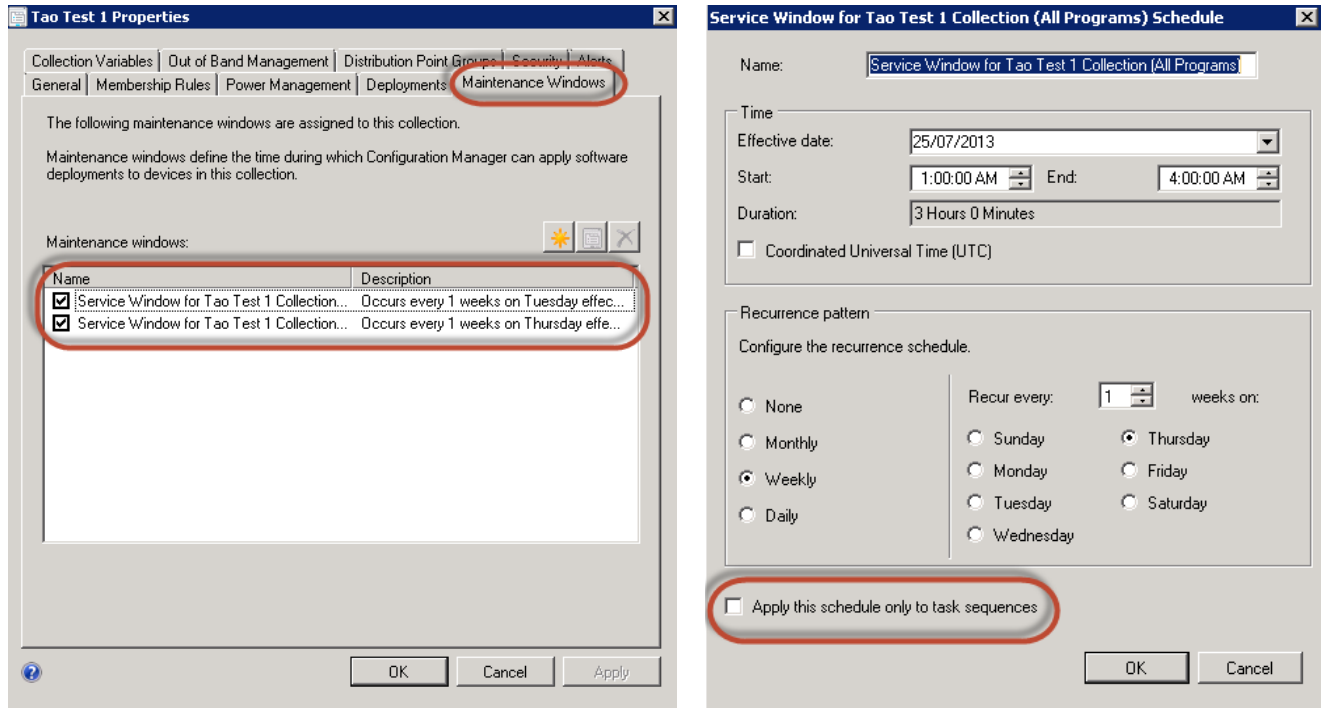 Tao Test 1 Properties
Collection Variables Out of Band Management Distribution Point Groups Security Alerts
General Membership Rules Power Management Deployments Maintenance Windows
The following maintenance windows are assigned to this collection.
Maintenance windows define the time during which Configuration Manager can apply software
deployments to devices in this collection.
Maintenance windows:
Name Description
Service Window for Tao Test 1 Collection... Occurs every 1 weeks on Tuesday effec...
Service Window for Tao Test 1 Collection... Occurs every 1 weeks on Thursday effe...
OK Cancel Apply
Service Window for Tao Test 1 Collection (All Programs) Schedule
Name: Service Window for Tao Test 1 Collection (All Programs)
Time
Effective date: 25/07/2013
Start: 1:00:00 AM End: 4:00:00 AM
Duration: 3 Hours 0 Minutes
Coordinated Universal Time (UTC)
Recurrence pattern
Configure the recurrence schedule.
None
Monthly
Weekly
Daily
Recur every: 1 weeks on:
Sunday Thursday
Monday Friday
Tuesday Saturday
Wednesday
Apply this schedule only to task sequences
OK Cancel